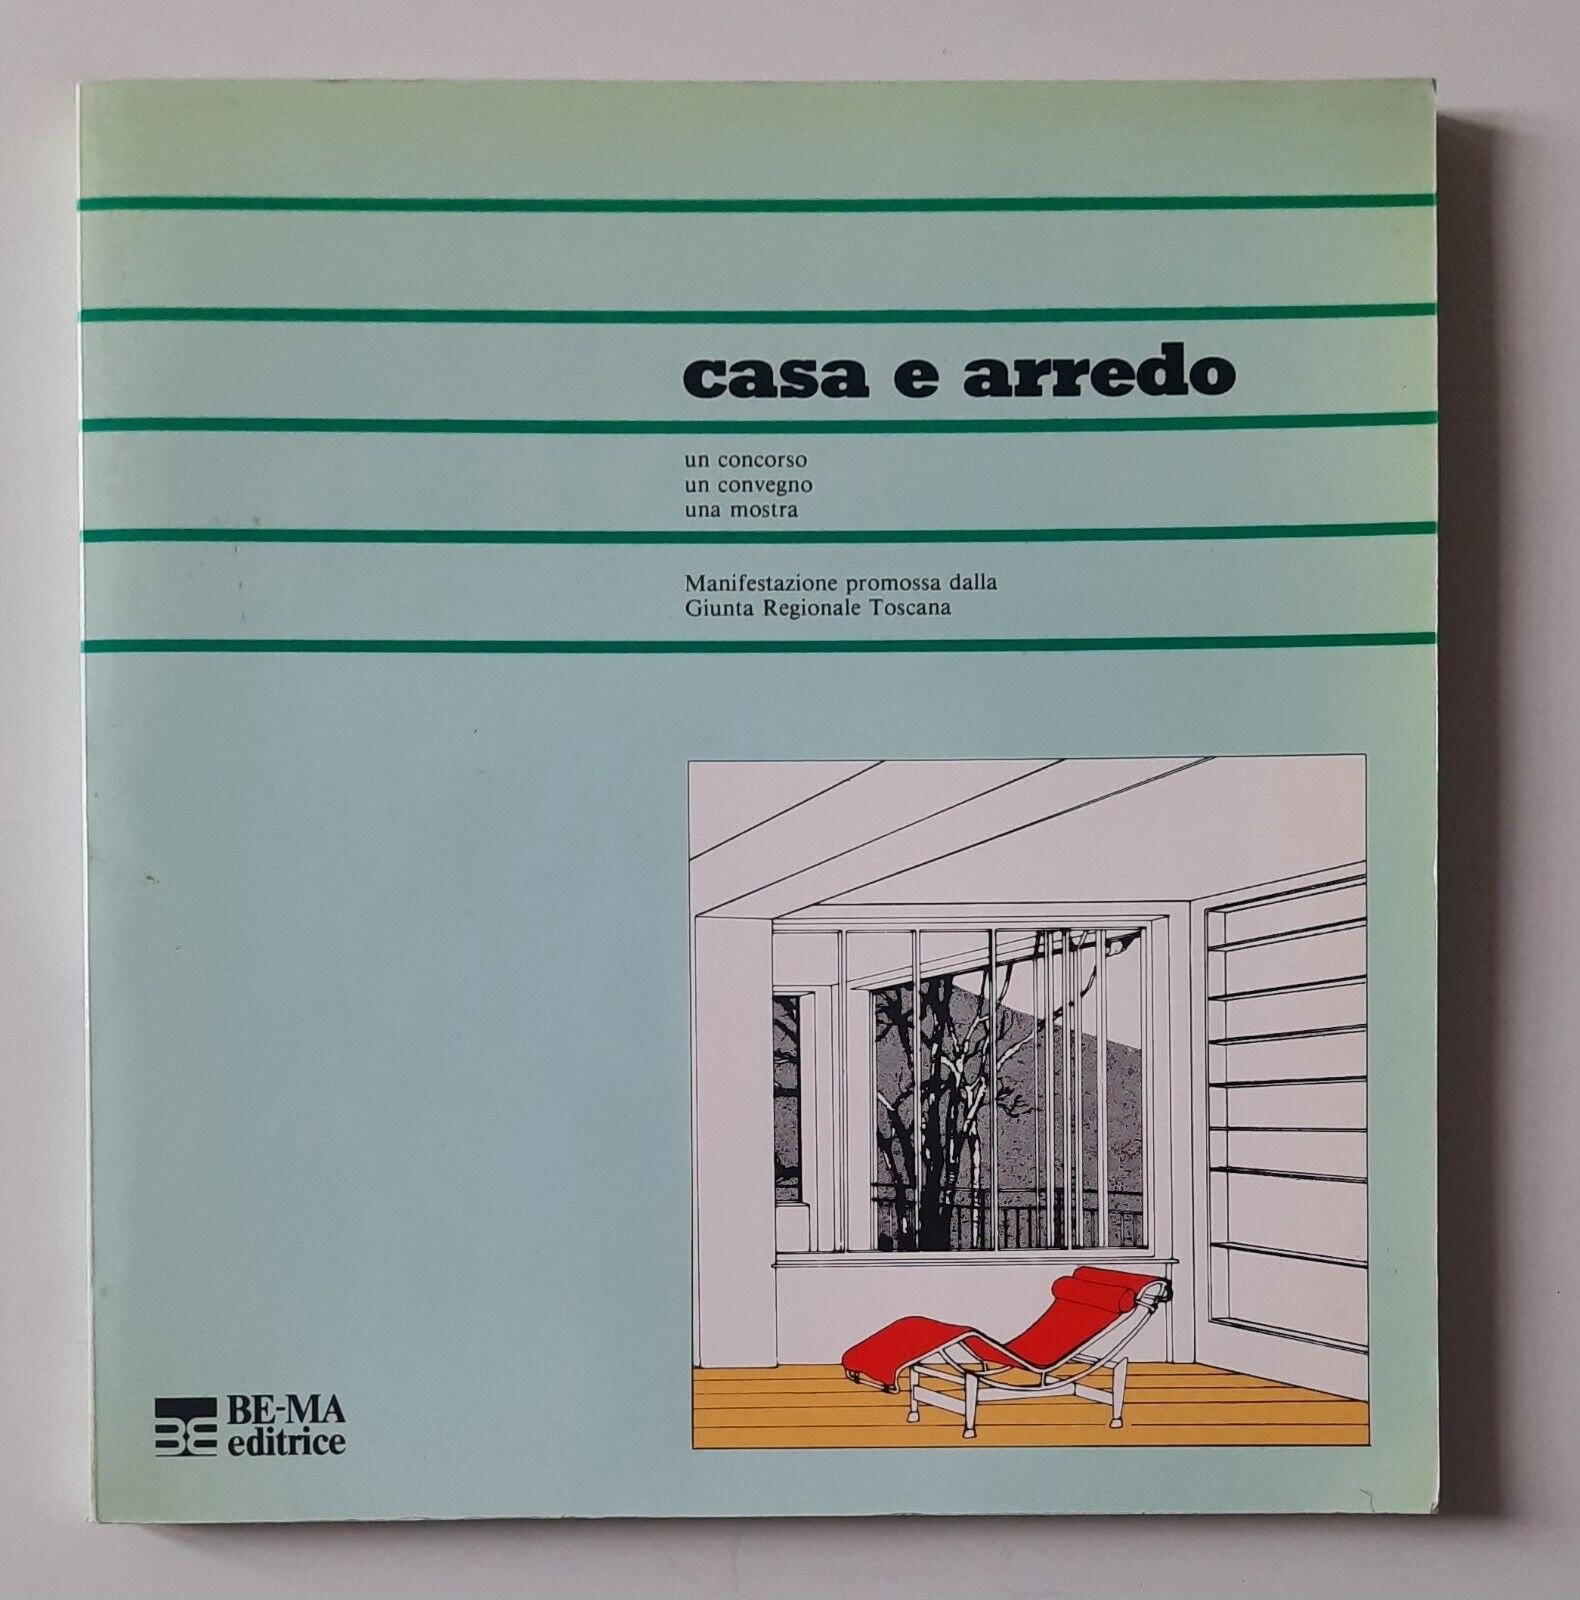 casa e arredo
un concorso
un convegno
una mostra
Manifestazione promossa dalla
Giunta Regionale Toscana
BE-MA
editrice